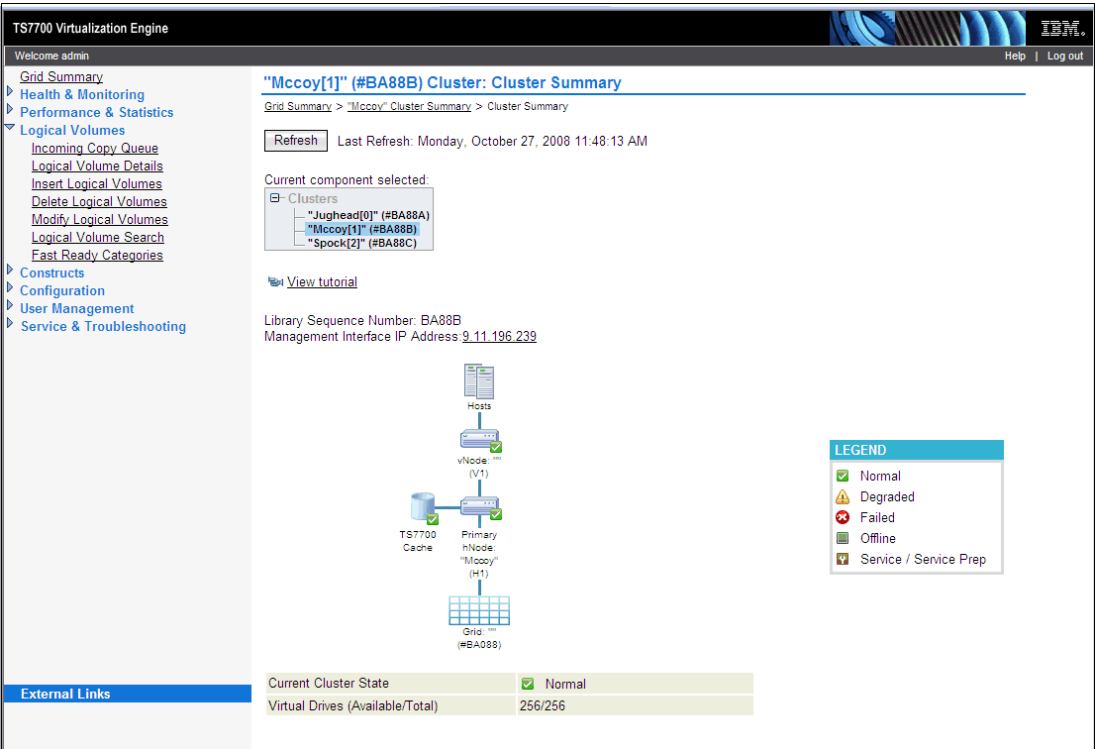 TS7700 Virtualization Engine
IBM.
Welcome admin
Help | Log out
Grid Summary
Health & Monitoring
Performance & Statistics
Logical Volumes
Incoming Copy Queue
Logical Volume Details
Insert Logical Volumes
Delete Logical Volumes
Modify Logical Volumes
Logical Volume Search
Fast Ready Categories
Constructs
Configuration
User Management
Service & Troubleshooting
External Links
"Mccoy[1]" (#BA88B) Cluster: Cluster Summary
Grid Summary > "Mccoy" Cluster Summary > Cluster Summary
Refresh Last Refresh: Monday, October 27, 2008 11:48:13 AM
Current component selected:
Clusters
"Jughead[0]" (#BA88A)
"Mccoy[1]" (#BA88B)
"Spock[2]" (#BA88C)
View tutorial
Library Sequence Number: BA88B
Management Interface IP Address:9.11.196.239
Hosts
vNode: ""
(V1)
TS7700
Cache
Primary
hNode:
"Mccoy"
(H1)
Grid: ""
(#BA088)
LEGEND
Normal
Degraded
Failed
Offline
Service / Service Prep
Current Cluster State Normal
Virtual Drives (Available/Total) 256/256